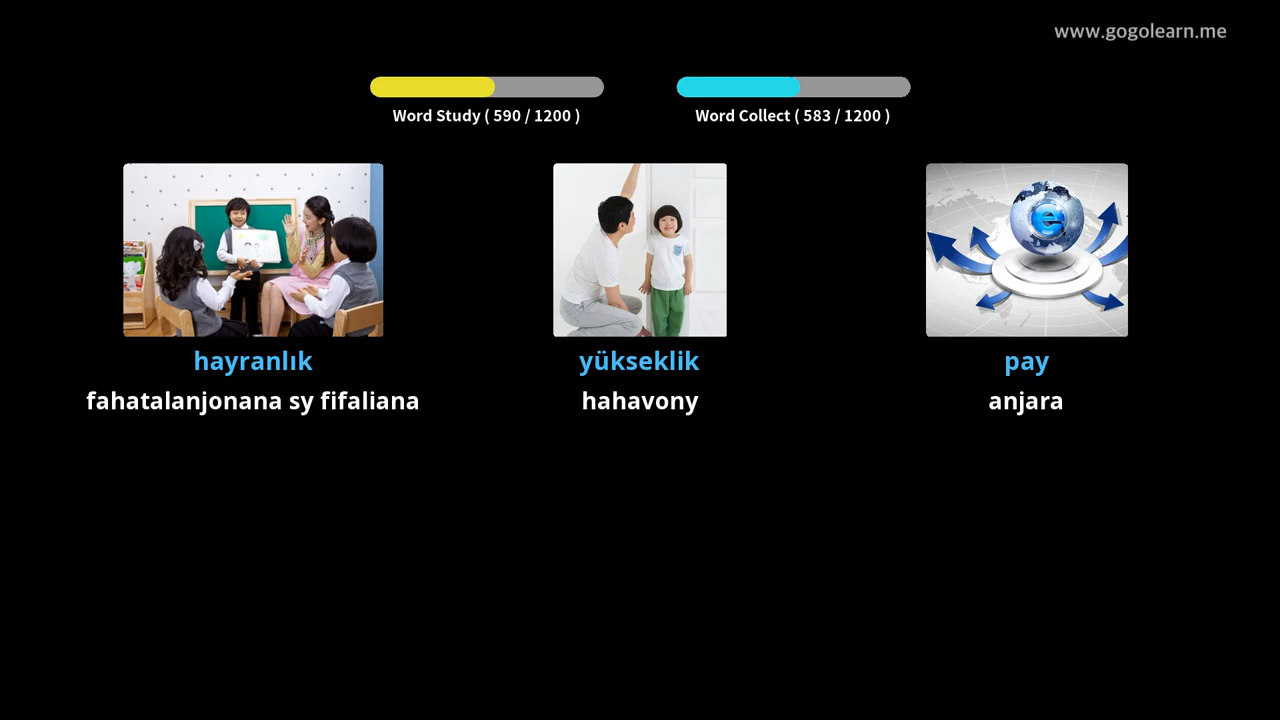 www.gogolearn.me
Word Study ( 590 / 1200 )
Word Collect ( 583 / 1200 )
hayranlık
yükseklik
pay
fahatalanjonana sy fifaliana
hahavony
anjara